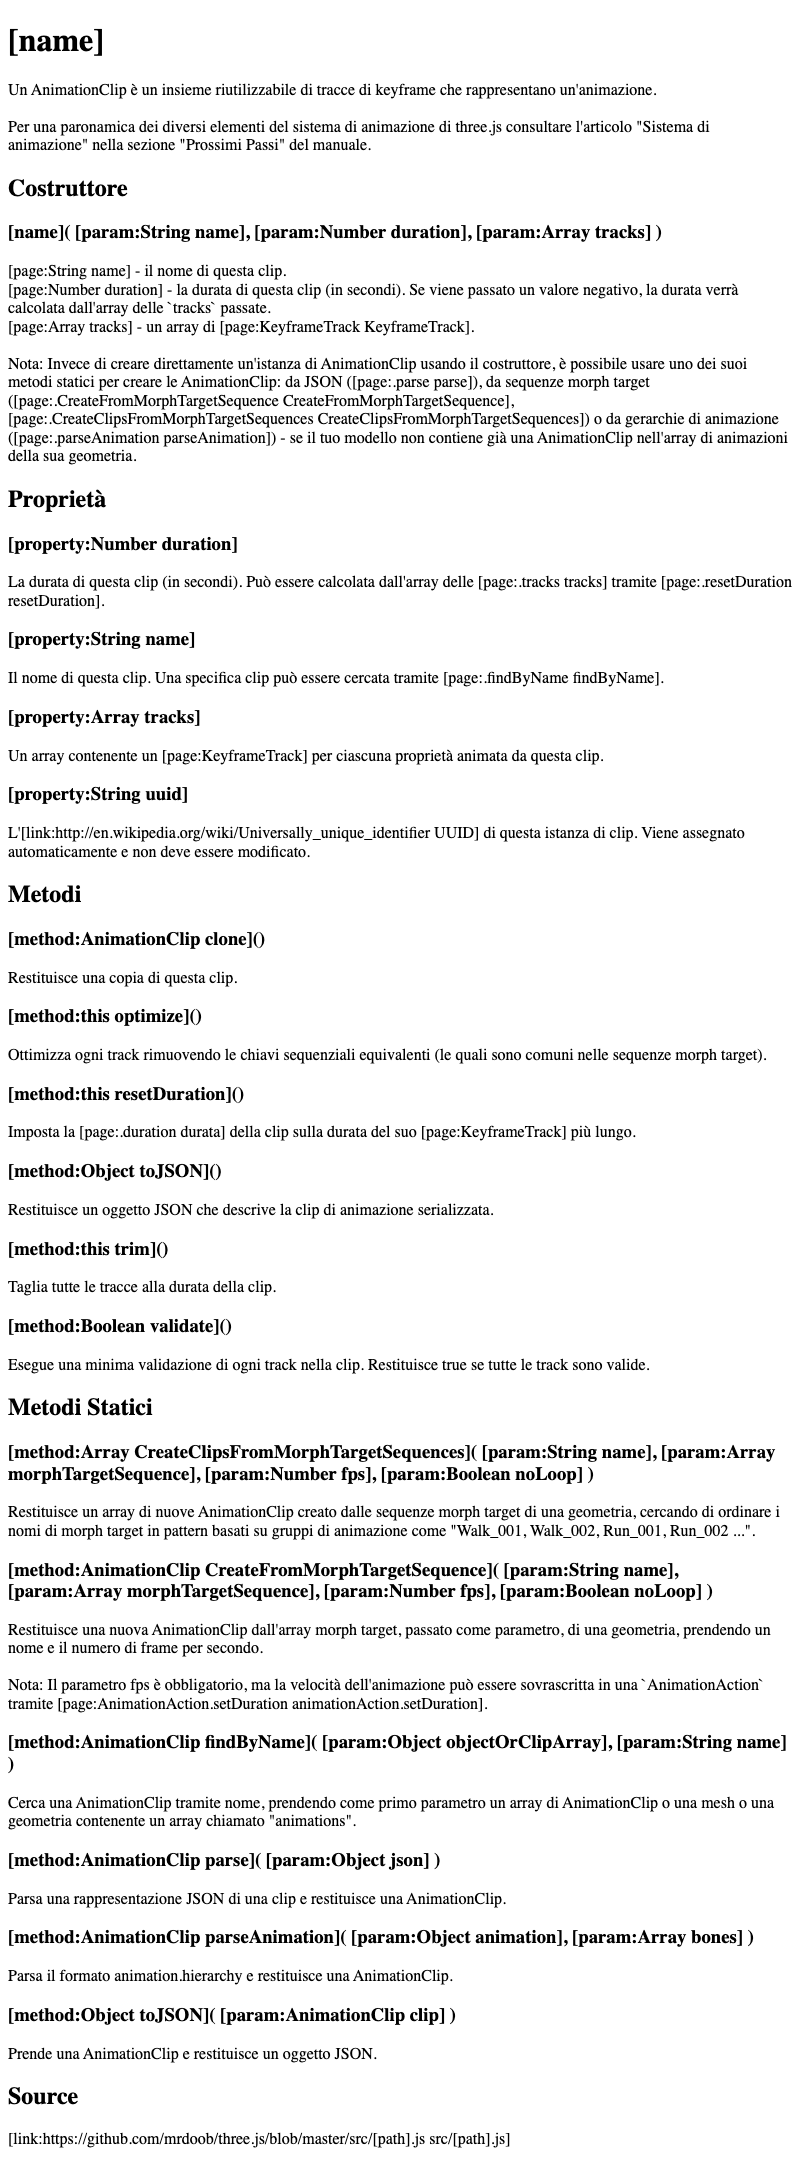 [name]
Un AnimationClip è un insieme riutilizzabile di tracce di keyframe che rappresentano un'animazione.
Per una paronamica dei diversi elementi del sistema di animazione di three.js consultare l'articolo "Sistema di
animazione" nella sezione "Prossimi Passi" del manuale.
Costruttore
[name]( [param:String name], [param:Number duration], [param:Array tracks] )
[page:String name] - il nome di questa clip.
[page:Number duration] - la durata di questa clip (in secondi). Se viene passato un valore negativo, la durata verrà
calcolata dall'array delle `tracks` passate.
[page:Array tracks] - un array di [page:KeyframeTrack KeyframeTrack].
Nota: Invece di creare direttamente un'istanza di AnimationClip usando il costruttore, è possibile usare uno dei suoi
metodi statici per creare le AnimationClip: da JSON ([page:.parse parse]), da sequenze morph target
([page:.CreateFromMorphTargetSequence CreateFromMorphTargetSequence],
[page:.CreateClipsFromMorphTargetSequences CreateClipsFromMorphTargetSequences]) o da gerarchie di animazione
([page:.parseAnimation parseAnimation]) - se il tuo modello non contiene già una AnimationClip nell'array di animazioni
della sua geometria.
Proprietà
[property:Number duration]
La durata di questa clip (in secondi). Può essere calcolata dall'array delle [page:.tracks tracks] tramite [page:.resetDuration
resetDuration].
[property:String name]
Il nome di questa clip. Una specifica clip può essere cercata tramite [page:.findByName findByName].
[property:Array tracks]
Un array contenente un [page:KeyframeTrack] per ciascuna proprietà animata da questa clip.
[property:String uuid]
L'[link:http://en.wikipedia.org/wiki/Universally_unique_identifier UUID] di questa istanza di clip. Viene assegnato
automaticamente e non deve essere modificato.
Metodi
[method:AnimationClip clone]()
Restituisce una copia di questa clip.
[method:this optimize]()
Ottimizza ogni track rimuovendo le chiavi sequenziali equivalenti (le quali sono comuni nelle sequenze morph target).
[method:this resetDuration]()
Imposta la [page:.duration durata] della clip sulla durata del suo [page:KeyframeTrack] più lungo.
[method:Object toJSON]()
Restituisce un oggetto JSON che descrive la clip di animazione serializzata.
[method:this trim]()
Taglia tutte le tracce alla durata della clip.
[method:Boolean validate]()
Esegue una minima validazione di ogni track nella clip. Restituisce true se tutte le track sono valide.
Metodi Statici
[method:Array CreateClipsFromMorphTargetSequences]( [param:String name], [param:Array
morphTargetSequence], [param:Number fps], [param:Boolean noLoop] )
Restituisce un array di nuove AnimationClip creato dalle sequenze morph target di una geometria, cercando di ordinare i
nomi di morph target in pattern basati su gruppi di animazione come "Walk_001, Walk_002, Run_001, Run_002 ...".
[method:AnimationClip CreateFromMorphTargetSequence]( [param:String name],
[param:Array morphTargetSequence], [param:Number fps], [param:Boolean noLoop] )
Restituisce una nuova AnimationClip dall'array morph target, passato come parametro, di una geometria, prendendo un
nome e il numero di frame per secondo.
Nota: Il parametro fps è obbligatorio, ma la velocità dell'animazione può essere sovrascritta in una `AnimationAction`
tramite [page:AnimationAction.setDuration animationAction.setDuration].
[method:AnimationClip findByName]( [param:Object objectOrClipArray], [param:String name]
)
Cerca una AnimationClip tramite nome, prendendo come primo parametro un array di AnimationClip o una mesh o una
geometria contenente un array chiamato "animations".
[method:AnimationClip parse]( [param:Object json] )
Parsa una rappresentazione JSON di una clip e restituisce una AnimationClip.
[method:AnimationClip parseAnimation]( [param:Object animation], [param:Array bones] )
Parsa il formato animation.hierarchy e restituisce una AnimationClip.
[method:Object toJSON]( [param:AnimationClip clip] )
Prende una AnimationClip e restituisce un oggetto JSON.
Source
[link:https://github.com/mrdoob/three.js/blob/master/src/[path].js src/[path].js]